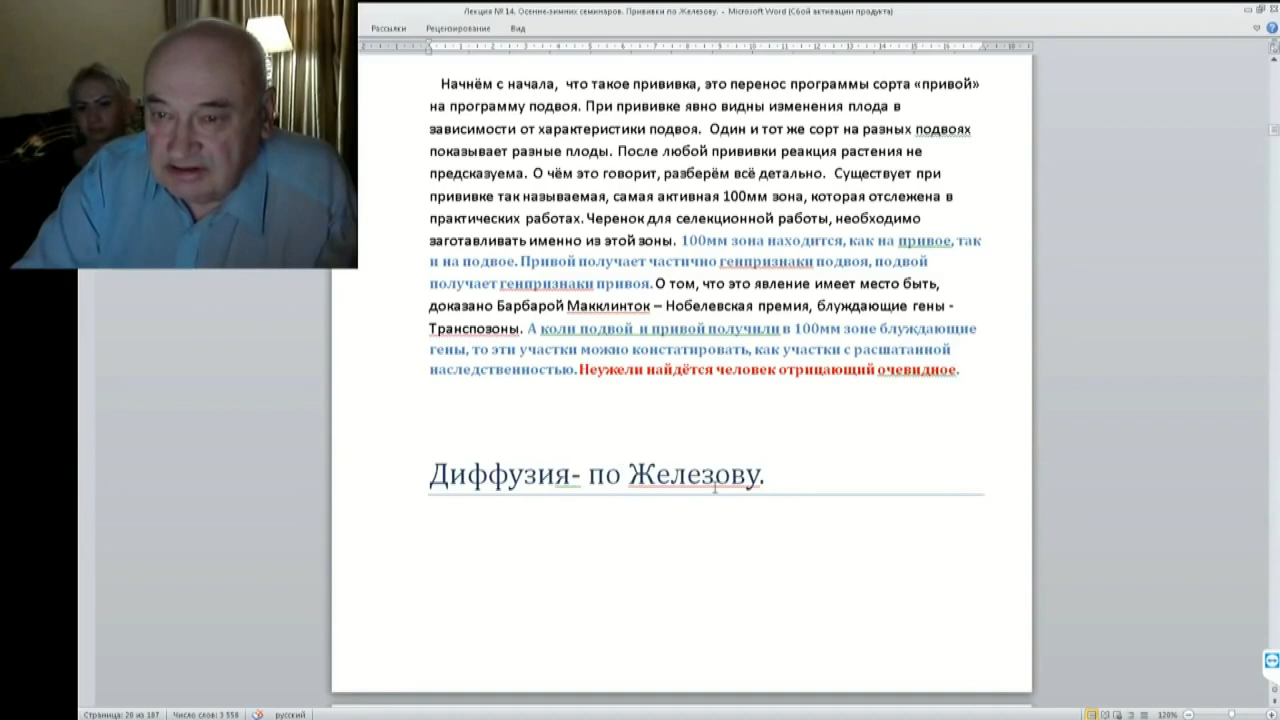 Лекция № 14. Осенне-зимних семинаров. Прививки по Железову. - Microsoft Word (Сбой активации продукта)
Рассылки Рецензирование Вид
Начнём с начала, что такое прививка, это перенос программы сорта «привой»
на программу подвоя. При прививке явно видны изменения плода в
зависимости от характеристики подвоя. Один и тот же сорт на разных подвоях
показывает разные плоды. После любой прививки реакция растения не
предсказуема. О чём это говорит, разберём всё детально. Существует при
прививке так называемая, самая активная 100мм зона, которая отслежена в
практических работах. Черенок для селекционной работы, необходимо
заготавливать именно из этой зоны. 100мм зона находится, как на привое, так
и на подвое. Привой получает частично генпризнаки подвоя, подвой
получает генпризнаки привоя. О том, что это явление имеет место быть,
доказано Барбарой Макклинток – Нобелевская премия, блуждающие гены -
Транспозоны. А коли подвой и привой получили в 100мм зоне блуждающие
гены, то эти участки можно констатировать, как участки с расшатанной
наследственностью. Неужели найдётся человек отрицающий очевидное.
Диффузия- по Железову.
Страница: 20 из 187 Число слов: 3 558 русский 120%